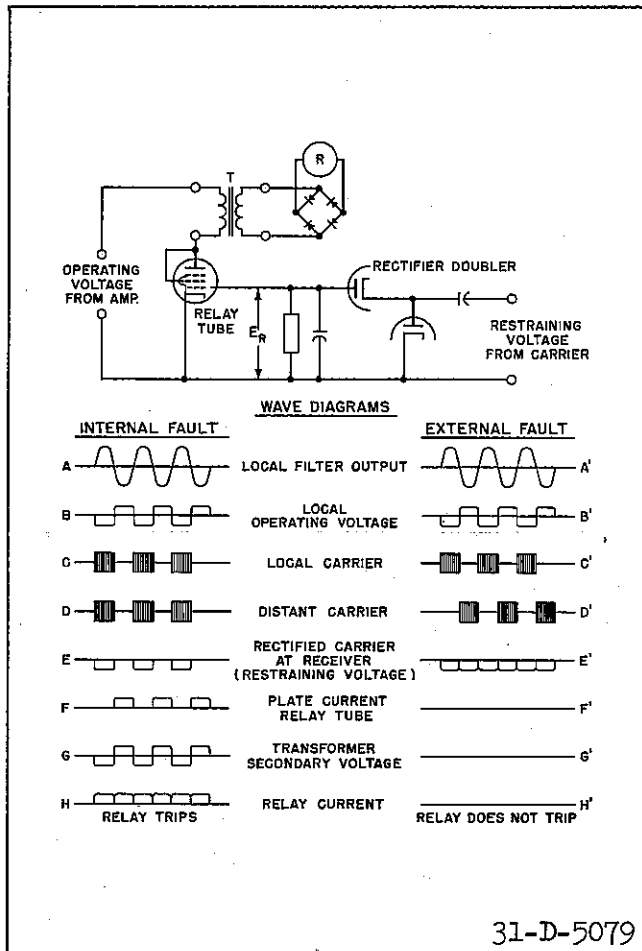 R
T
OPERATING
VOLTAGE
FROM AMP.
RELAY
TUBE
E_R
RECTIFIER DOUBLER
RESTRAINING
VOLTAGE
FROM CARRIER
WAVE DIAGRAMS
INTERNAL FAULT
EXTERNAL FAULT
A LOCAL FILTER OUTPUT A'
B LOCAL OPERATING VOLTAGE B'
C LOCAL CARRIER C'
D DISTANT CARRIER D'
E RECTIFIED CARRIER AT RECEIVER (RESTRAINING VOLTAGE) E'
F PLATE CURRENT RELAY TUBE F'
G TRANSFORMER SECONDARY VOLTAGE G'
H RELAY CURRENT H'
RELAY TRIPS
RELAY DOES NOT TRIP
31-D-5079